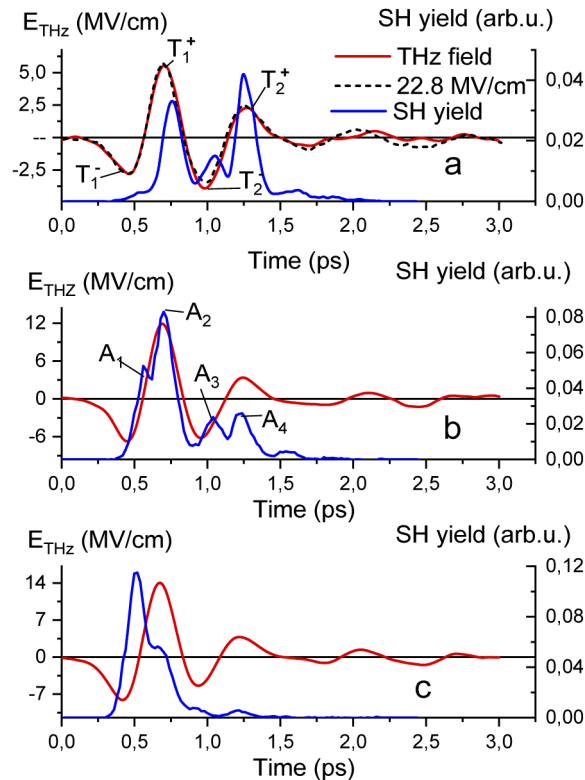 E_THz (MV/cm)
SH yield (arb.u.)
THz field
22.8 MV/cm
SH yield
5,0
2,5
--
-2,5
0,04
0,02
0,00
T₁⁺
T₂⁺
T₁⁻
T₂⁻
a
0,0 0,5 1,0 1,5 2,0 2,5 3,0
Time (ps)
SH yield (arb.u.)
E_THZ (MV/cm)
12
6
0
-6
0,08
0,06
0,04
0,02
0,00
A₁
A₂
A₃
A₄
b
0,0 0,5 1,0 1,5 2,0 2,5 3,0
Time (ps)
E_THz (MV/cm)
SH yield (arb.u.)
14
7
0
-7
0,12
0,08
0,04
0,00
c
0,0 0,5 1,0 1,5 2,0 2,5 3,0
Time (ps)